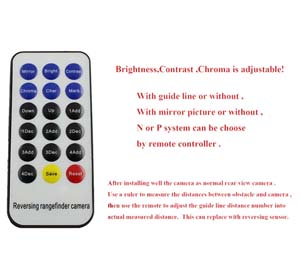 Mirror Bright Contrast
Chroma Char Mark
Down Up Add
1Dec 2Add 1Add
2Dec 3Dec 4Add
4Dec Save Reset
Reversing rangefinder camera
Brightness,Contrast ,Chroma is adjustable!
With guide line or without ,
With mirror picture or without ,
N or P system can be choose
by remote controller .
After installing well the camera as normal rear view camera .
Use a ruler to measure the distances between obstacle and camera ,
then use the remote to adjust the guide line distance number into
actual measured distance. This can replace with reversing sensor.